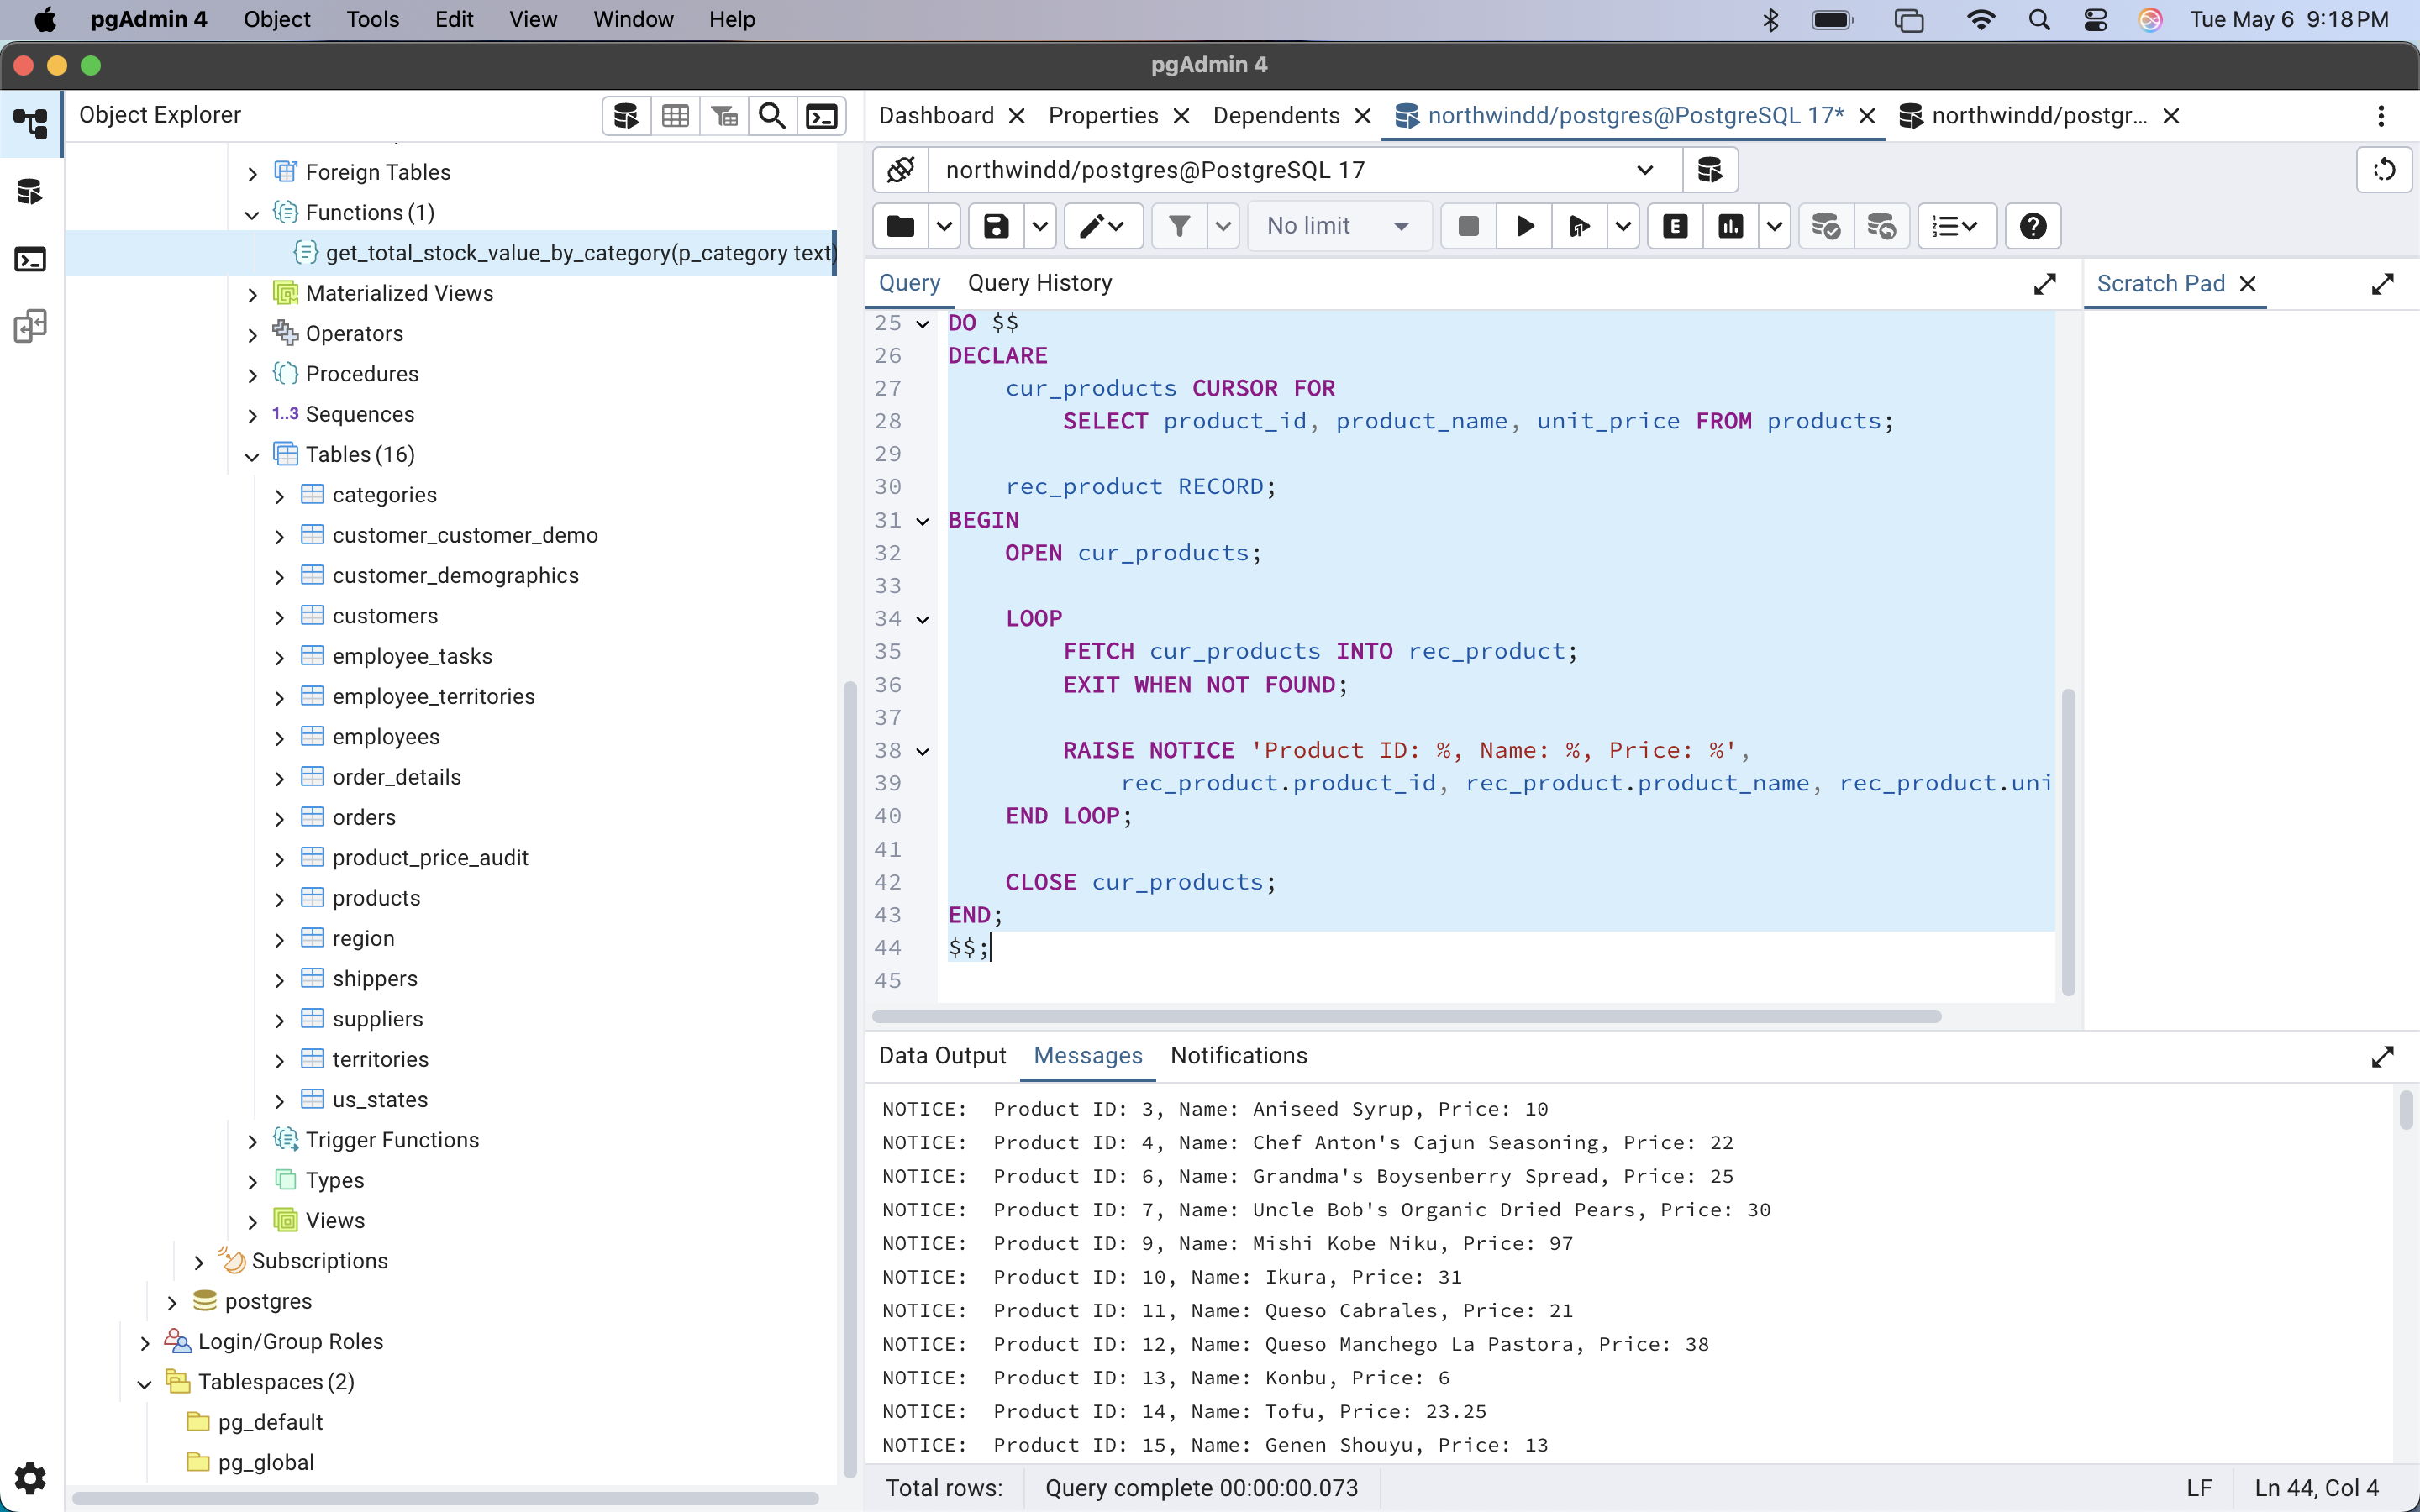 pgAdmin 4 Object Tools Edit View Window Help Tue May 6 9:18 PM
pgAdmin 4
Object Explorer
Foreign Tables
Functions (1)
get_total_stock_value_by_category(p_category text)
Materialized Views
Operators
Procedures
1..3 Sequences
Tables (16)
categories
customer_customer_demo
customer_demographics
customers
employee_tasks
employee_territories
employees
order_details
orders
product_price_audit
products
region
shippers
suppliers
territories
us_states
Trigger Functions
Types
Views
Subscriptions
postgres
Login/Group Roles
Tablespaces (2)
pg_default
pg_global
Dashboard Properties Dependents northwindd/postgres@PostgreSQL 17* northwindd/postgr...
northwindd/postgres@PostgreSQL 17
No limit E
Query Query History
Scratch Pad
25 DO $$
26 DECLARE
27 cur_products CURSOR FOR
28 SELECT product_id, product_name, unit_price FROM products;
29
30 rec_product RECORD;
31 BEGIN
32 OPEN cur_products;
33
34 LOOP
35 FETCH cur_products INTO rec_product;
36 EXIT WHEN NOT FOUND;
37
38 RAISE NOTICE 'Product ID: %, Name: %, Price: %',
39 rec_product.product_id, rec_product.product_name, rec_product.uni
40 END LOOP;
41
42 CLOSE cur_products;
43 END;
44 $$;
45
Data Output Messages Notifications
NOTICE:  Product ID: 3, Name: Aniseed Syrup, Price: 10
NOTICE:  Product ID: 4, Name: Chef Anton's Cajun Seasoning, Price: 22
NOTICE:  Product ID: 6, Name: Grandma's Boysenberry Spread, Price: 25
NOTICE:  Product ID: 7, Name: Uncle Bob's Organic Dried Pears, Price: 30
NOTICE:  Product ID: 9, Name: Mishi Kobe Niku, Price: 97
NOTICE:  Product ID: 10, Name: Ikura, Price: 31
NOTICE:  Product ID: 11, Name: Queso Cabrales, Price: 21
NOTICE:  Product ID: 12, Name: Queso Manchego La Pastora, Price: 38
NOTICE:  Product ID: 13, Name: Konbu, Price: 6
NOTICE:  Product ID: 14, Name: Tofu, Price: 23.25
NOTICE:  Product ID: 15, Name: Genen Shouyu, Price: 13
Total rows: Query complete 00:00:00.073 LF Ln 44, Col 4